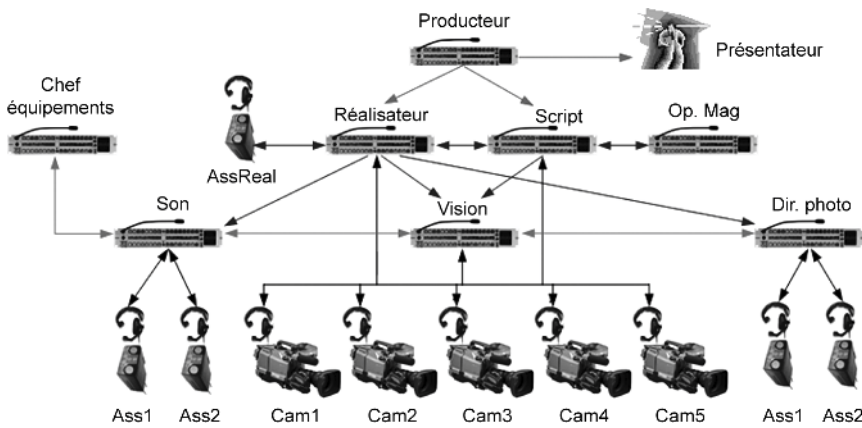 Producteur
Présentateur
Chef
équipements
Réalisateur
Script
Op. Mag
AssReal
Son
Vision
Dir. photo
Ass1
Ass2
Cam1
Cam2
Cam3
Cam4
Cam5
Ass1
Ass2